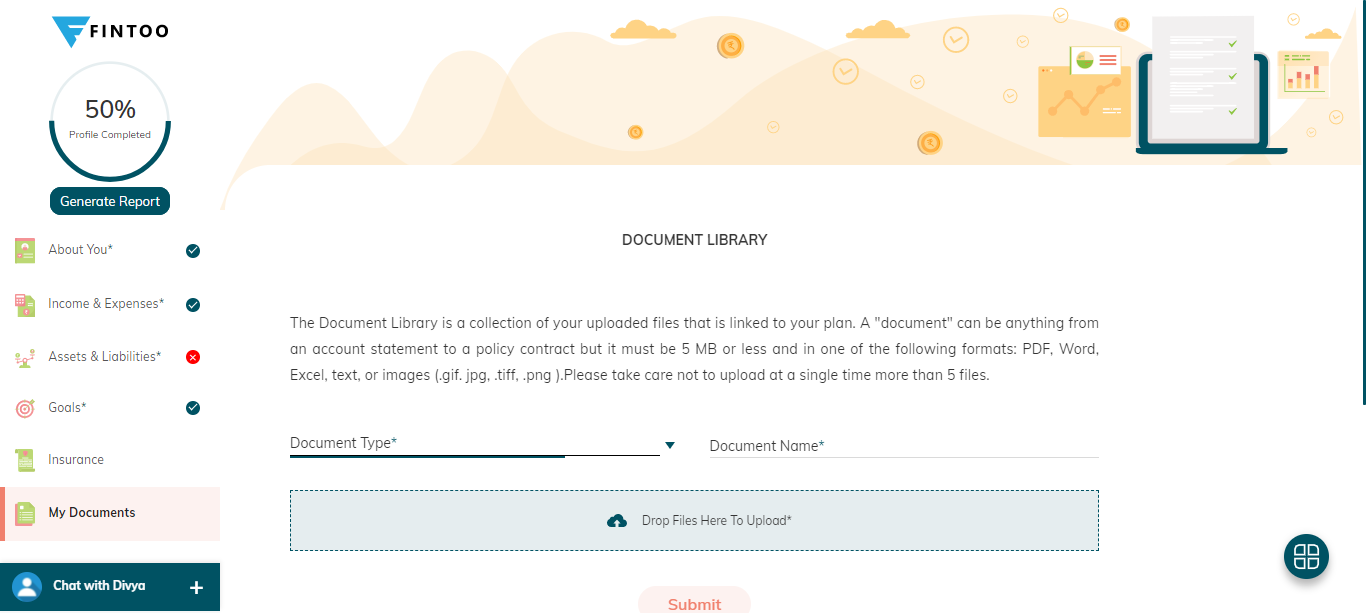 FINTOO
50%
Profile Completed
Generate Report
About You*
Income & Expenses*
Assets & Liabilities*
Goals*
Insurance
My Documents
Chat with Divya
+
DOCUMENT LIBRARY
The Document Library is a collection of your uploaded files that is linked to your plan. A "document" can be anything from
an account statement to a policy contract but it must be 5 MB or less and in one of the following formats: PDF, Word,
Excel, text, or images (.gif. jpg, .tiff, .png ).Please take care not to upload at a single time more than 5 files.
Document Type*
Document Name*
Drop Files Here To Upload*
Submit